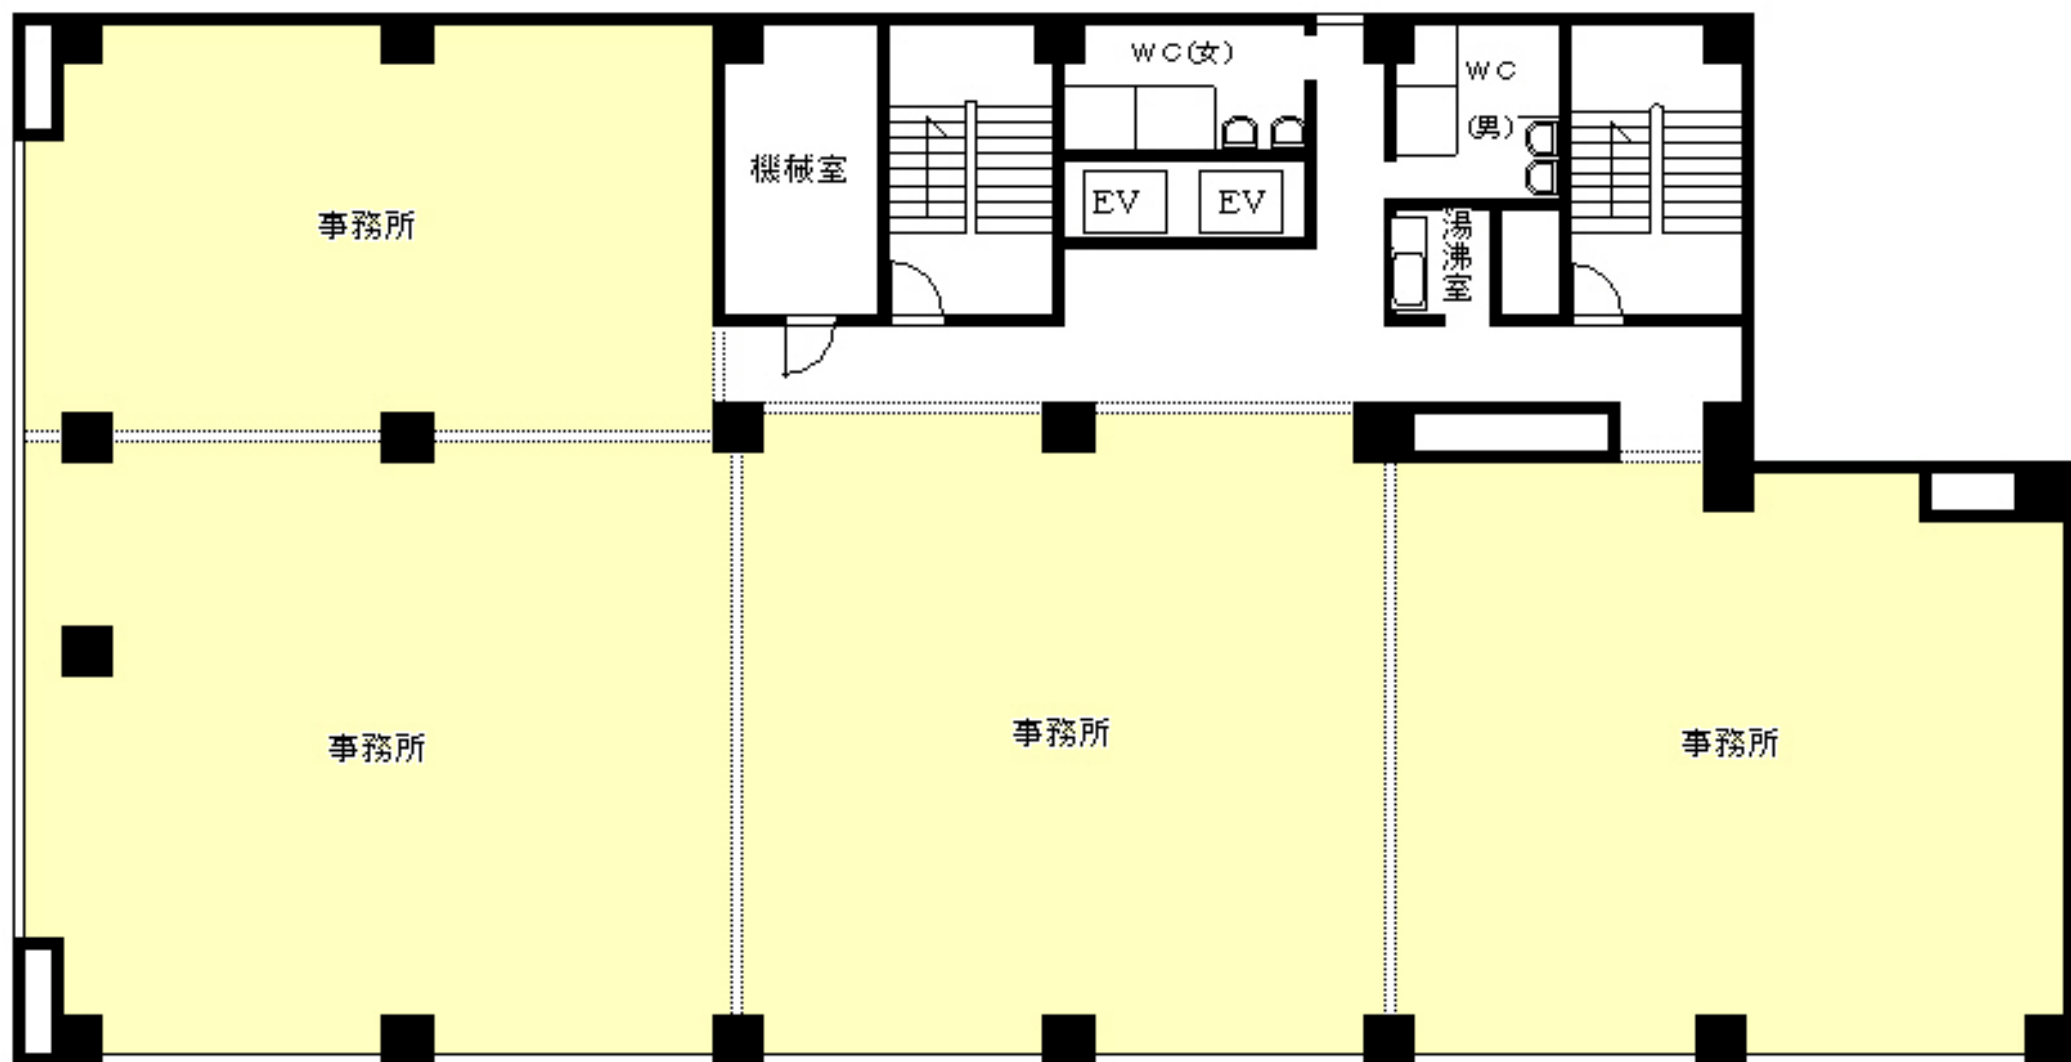 WC(女)
WC
(男)
機械室
EV
EV
湯沸室
事務所
事務所
事務所
事務所